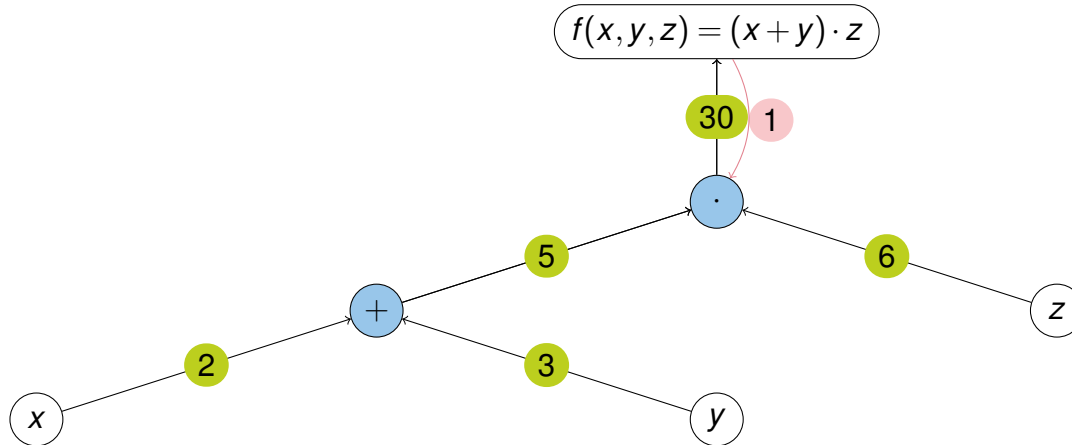 f(x, y, z) = (x + y) · z
30 1
·
5 6
+ z
2 3
x y